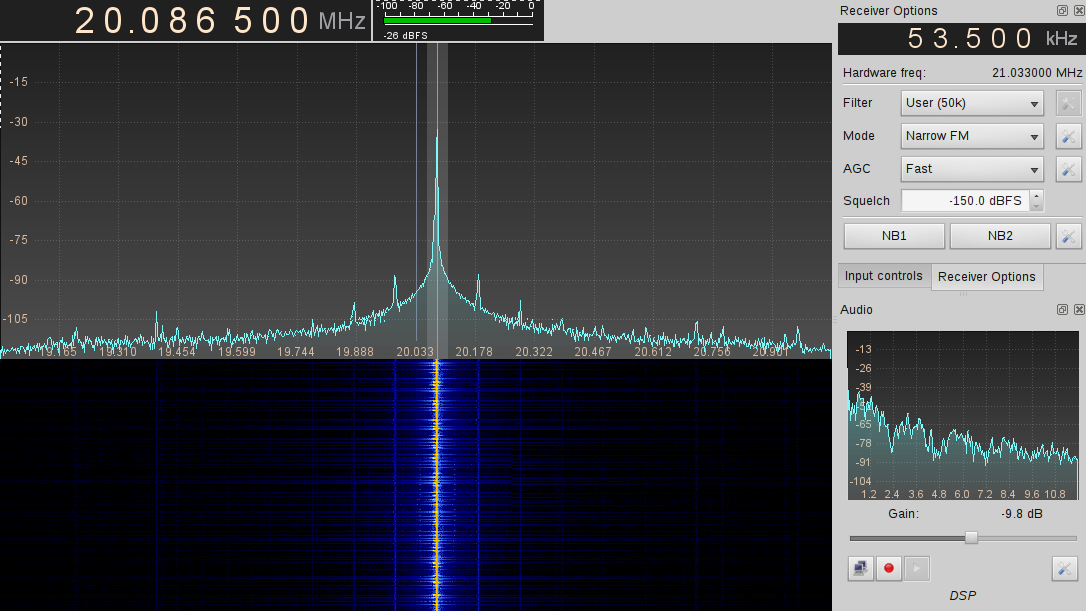 20.086 500 MHz
-100 -80 -60 -40 -20 0
-26 dBFS
-15
-30
-45
-60
-75
-90
-105
19.165 19.310 19.454 19.599 19.744 19.888 20.033 20.178 20.322 20.467 20.612 20.756 20.901
Receiver Options
53.500 kHz
Hardware freq: 21.033000 MHz
Filter User (50k)
Mode Narrow FM
AGC Fast
Squelch -150.0 dBFS
NB1 NB2
Input controls Receiver Options
Audio
-13
-26
-39
-65
-78
-91
-104
1.2 2.4 3.6 4.8 6.0 7.2 8.4 9.6 10.8
Gain: -9.8 dB
DSP